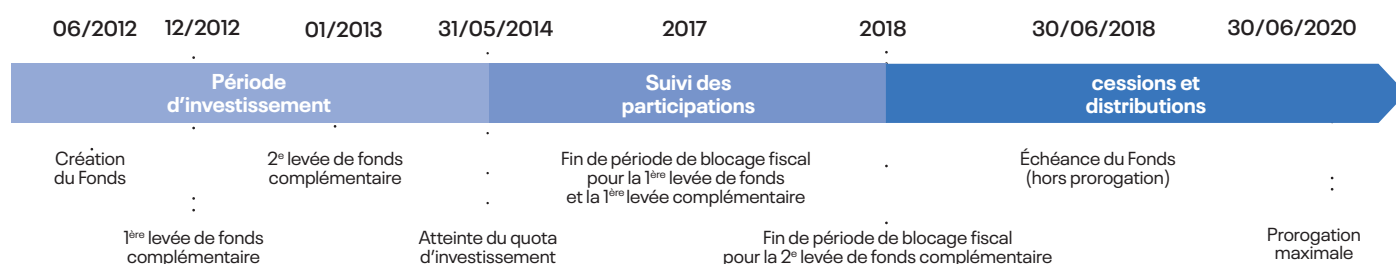 06/2012 12/2012 01/2013 31/05/2014 2017 2018 30/06/2018 30/06/2020
Période
d’investissement
Suivi des
participations
cessions et
distributions
Création
du Fonds
2e levée de fonds
complémentaire
Fin de période de blocage fiscal
pour la 1ère levée de fonds
et la 1ère levée complémentaire
Échéance du Fonds
(hors prorogation)
1ère levée de fonds
complémentaire
Atteinte du quota
d’investissement
Fin de période de blocage fiscal
pour la 2e levée de fonds complémentaire
Prorogation
maximale